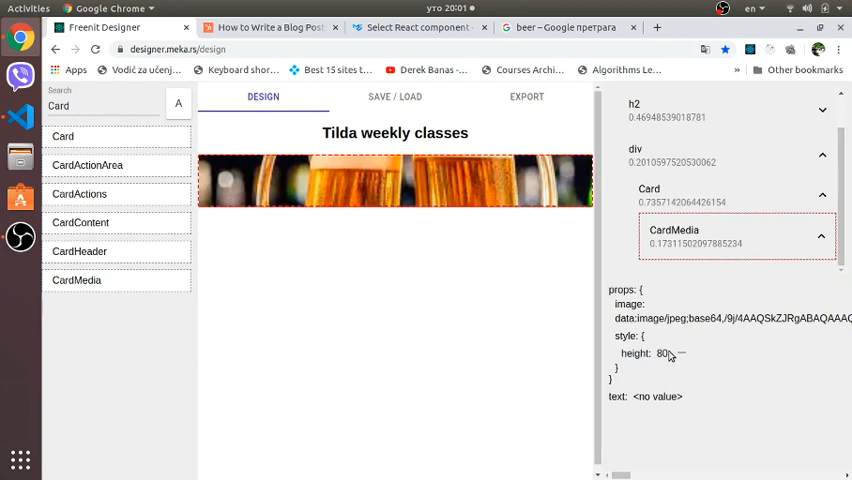 Activities
Google Chrome
уто 20:01
en
Freenit Designer
How to Write a Blog Post
Select React component
beer – Google претрага
designer.meka.rs/design
Apps
Vodič za učenj...
Keyboard shor...
Best 15 sites t...
Derek Banas –...
Courses Archi...
Algorithms Le...
»
Other bookmarks
Search
Card
A
Card
CardActionArea
CardActions
CardContent
CardHeader
CardMedia
DESIGN
SAVE / LOAD
EXPORT
Tilda weekly classes
h2
0.46948539018781
div
0.2010597520530062
Card
0.7357142064426154
CardMedia
0.17311502097885234
props: {
image:
data:image/jpeg;base64,/9j/4AAQSkZJRgABAQAAAQ
style: {
height: 80
}
}
text: <no value>